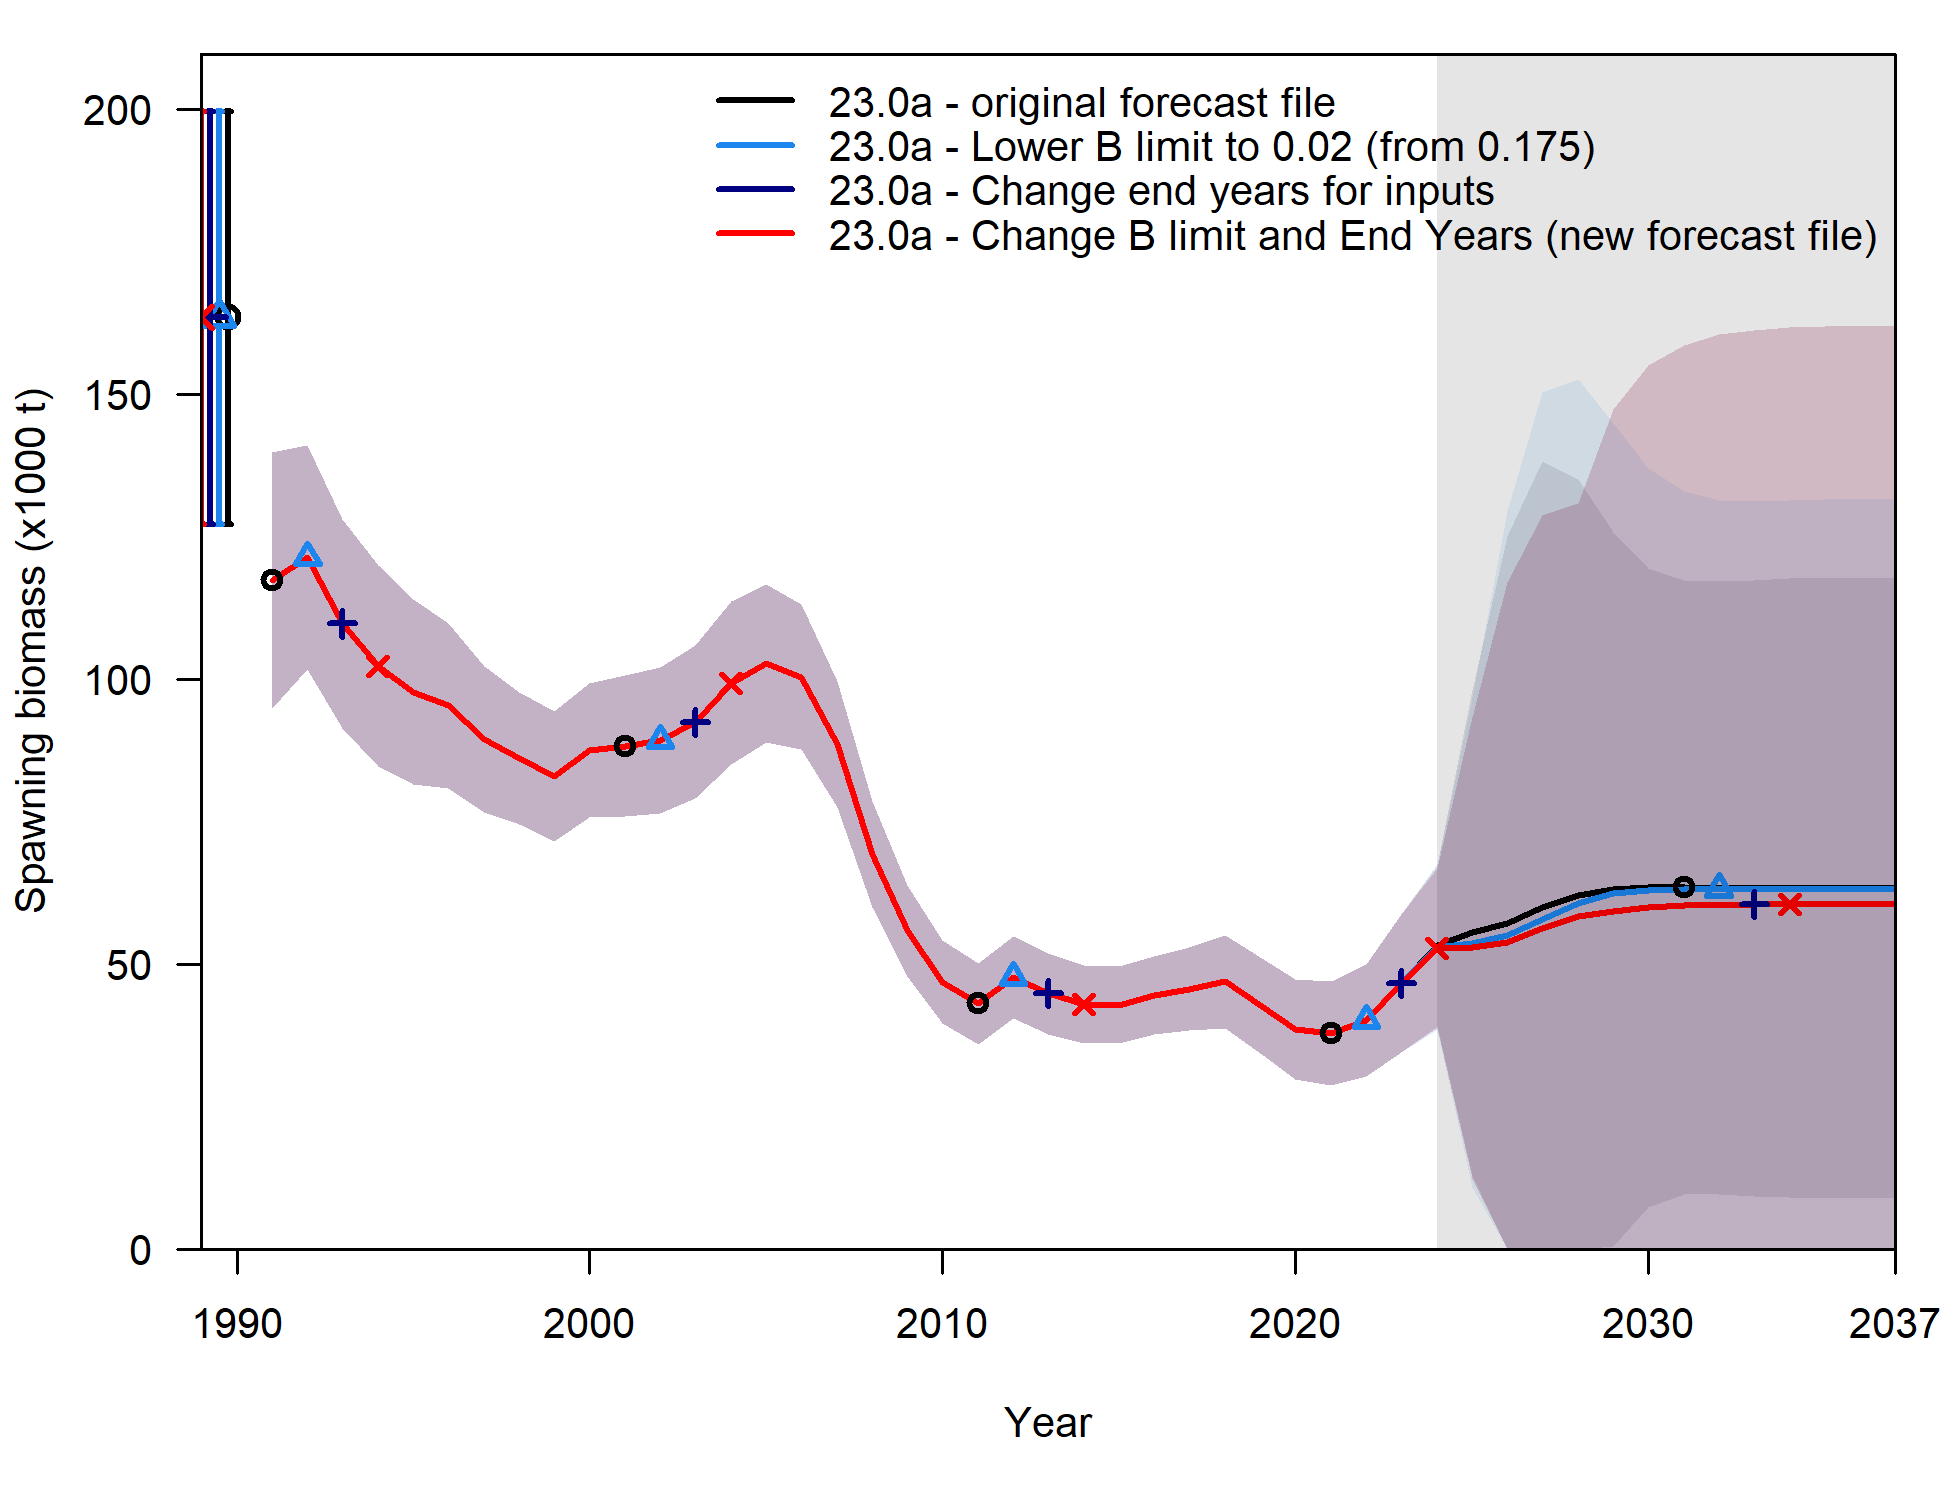 23.0a - original forecast file
23.0a - Lower B limit to 0.02 (from 0.175)
23.0a - Change end years for inputs
23.0a - Change B limit and End Years (new forecast file)
Spawning biomass (x1000 t)
200
150
100
50
0
1990 2000 2010 2020 2030 2037
Year